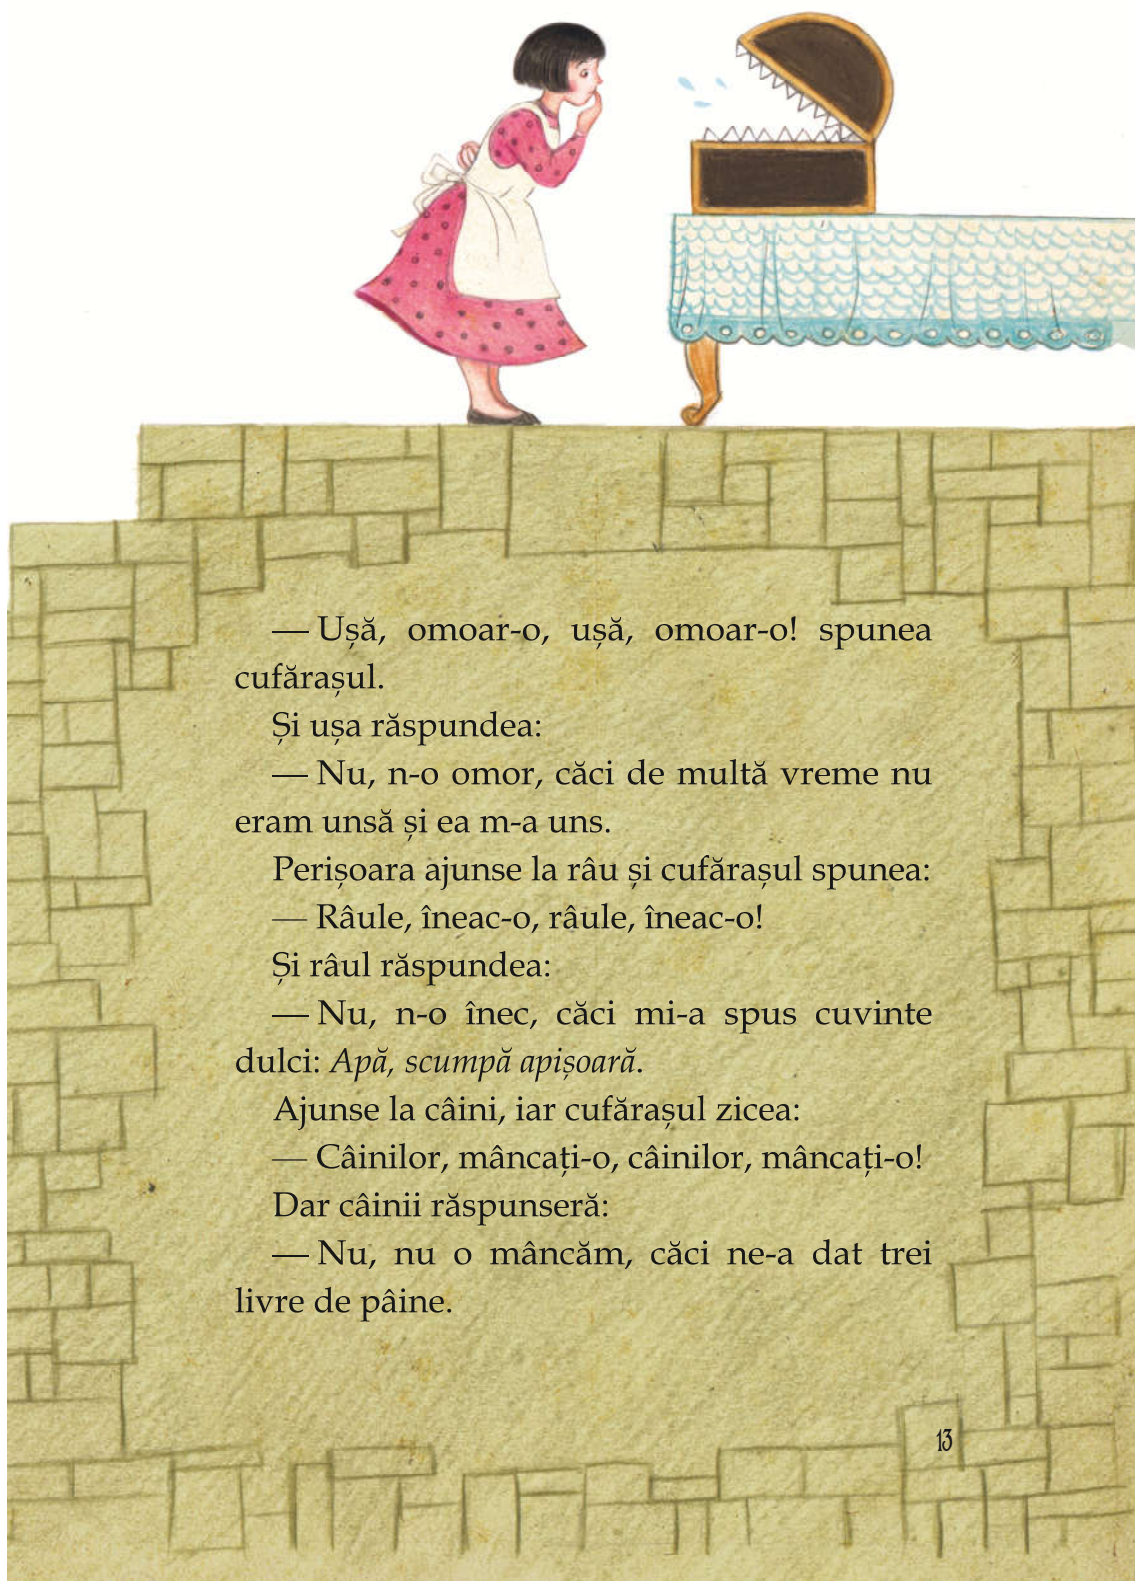 — Ușă, omoar-o, ușă, omoar-o! spunea
cufărașul.
Și ușa răspundea:
— Nu, n-o omor, căci de multă vreme nu
eram unsă și ea m-a uns.
Perișoara ajunse la râu și cufărașul spunea:
— Râule, îneac-o, râule, îneac-o!
Și râul răspundea:
— Nu, n-o înec, căci mi-a spus cuvinte
dulci: Apă, scumpă apișoară.
Ajunse la câini, iar cufărașul zicea:
— Câinilor, mâncați-o, câinilor, mâncați-o!
Dar câinii răspunseră:
— Nu, nu o mâncăm, căci ne-a dat trei
livre de pâine.
13